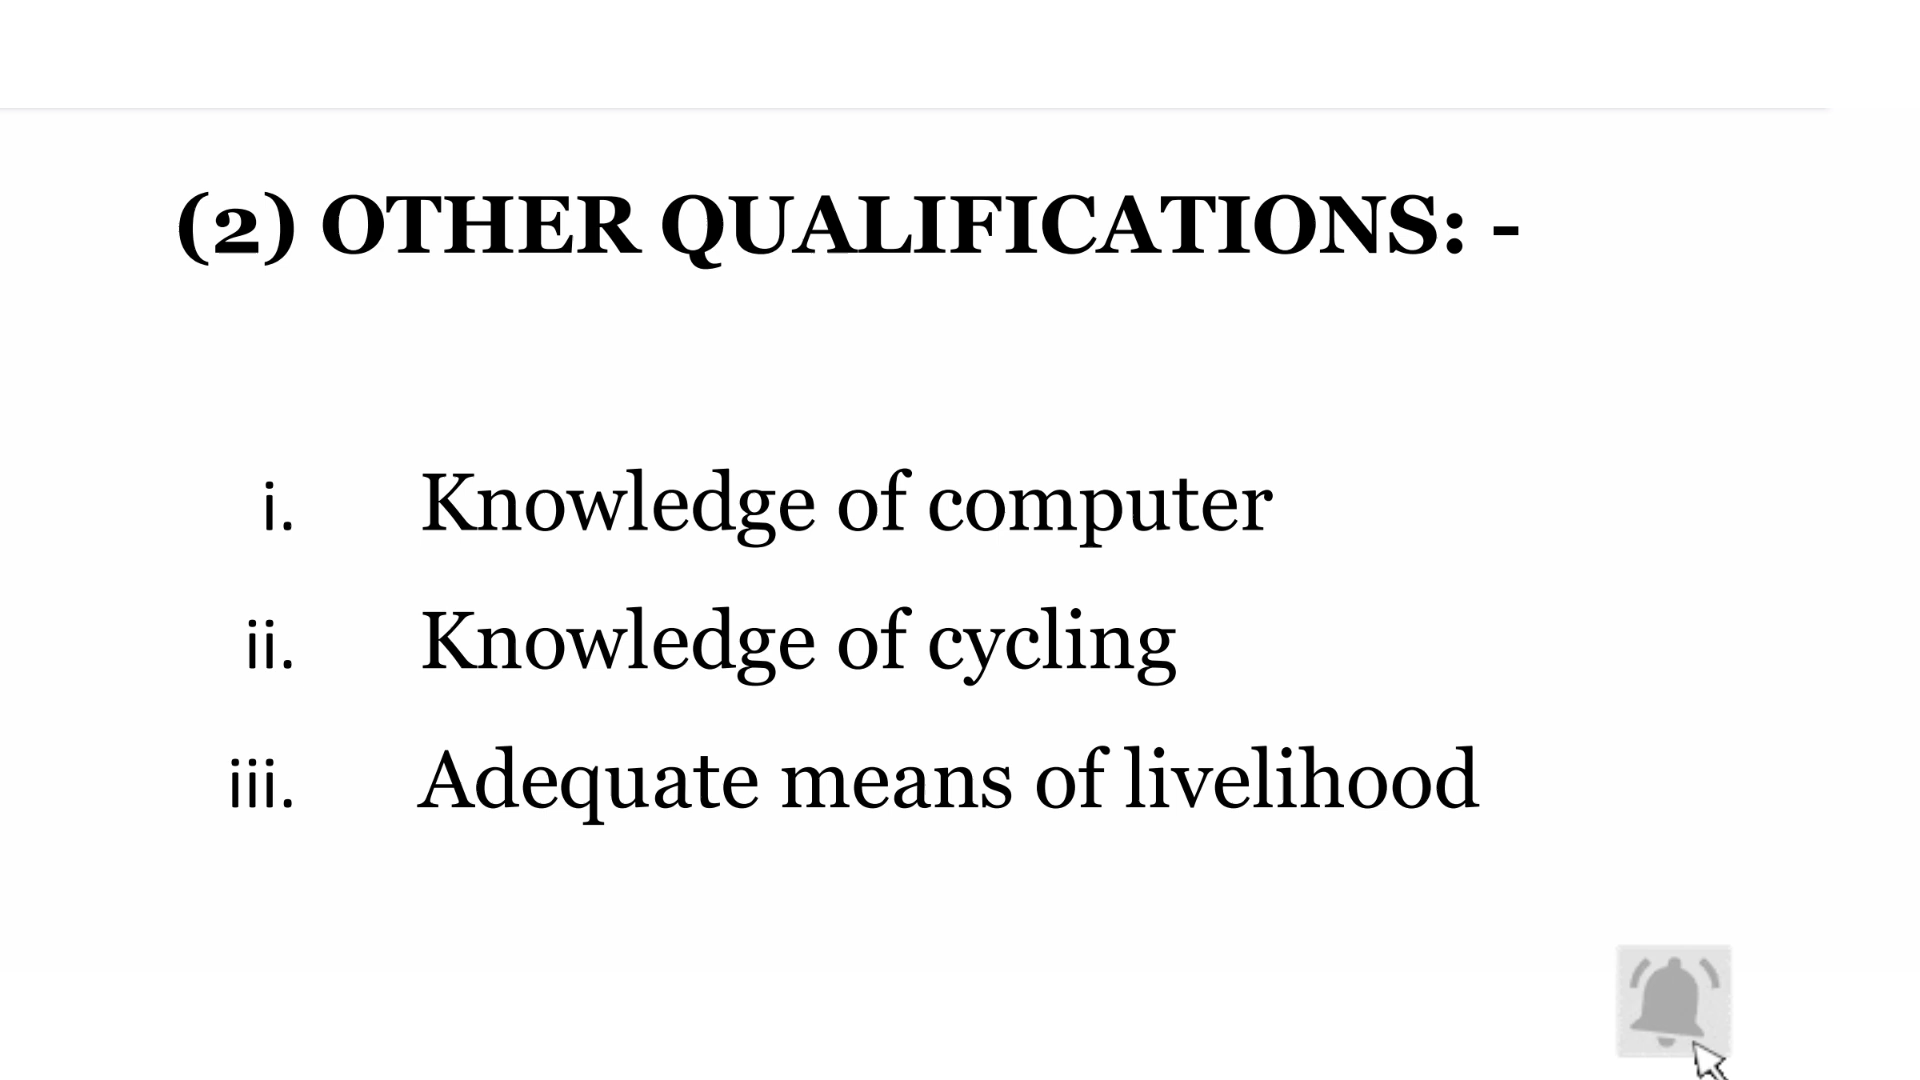 (2) OTHER QUALIFICATIONS: -
i. Knowledge of computer
ii. Knowledge of cycling
iii. Adequate means of livelihood